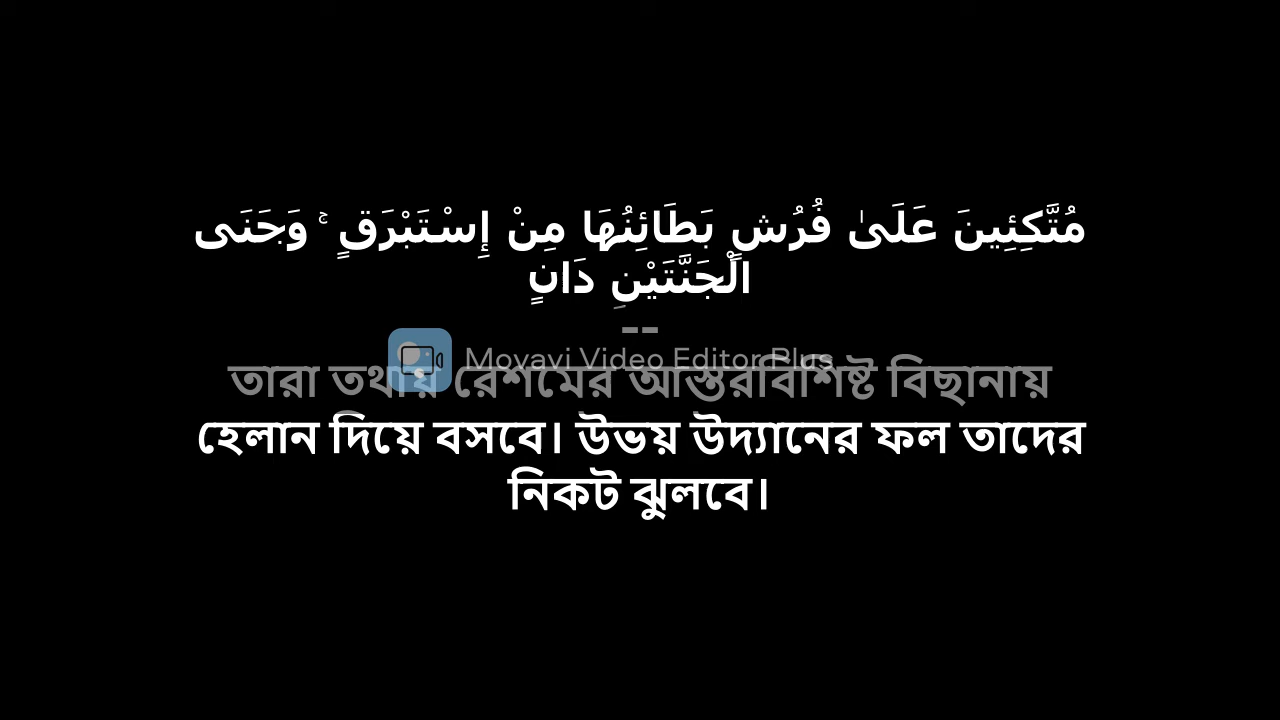 مُتَّكِئِينَ عَلَىٰ فُرُشٍ بَطَائِنُهَا مِنْ إِسْتَبْرَقٍ ۚ وَجَنَى
الْجَنَّتَيْنِ دَانٍ
--
Movavi Video Editor Plus
তারা তথায় রেশমের আস্তরবিশিষ্ট বিছানায়
হেলান দিয়ে বসবে। উভয় উদ্যানের ফল তাদের
নিকট ঝুলবে।